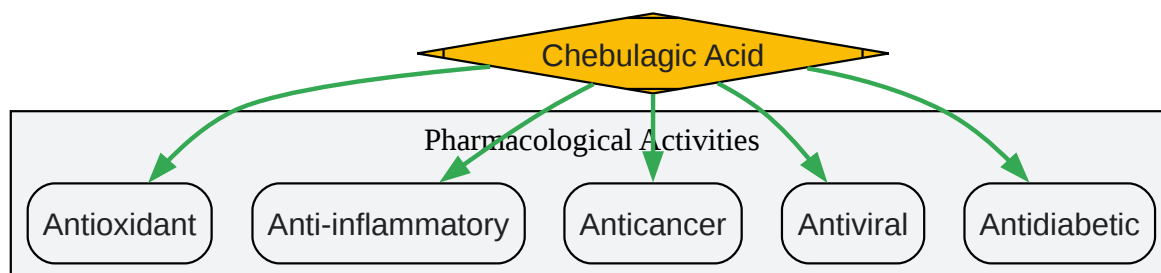 Chebulagic Acid
Pharmacological Activities
Antioxidant
Anti-inflammatory
Anticancer
Antiviral
Antidiabetic